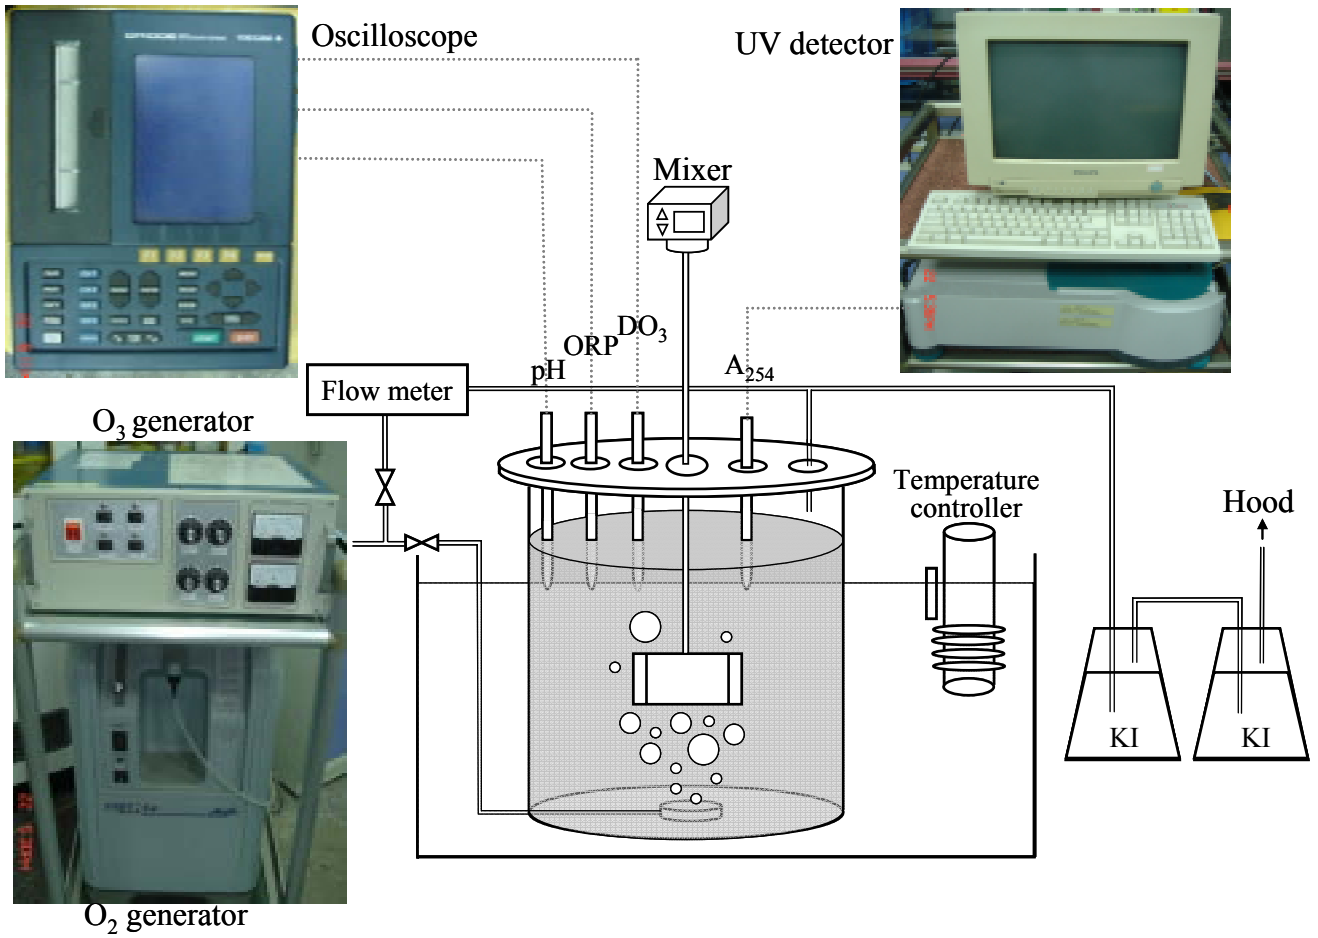 Oscilloscope
UV detector
Mixer
DO3
ORP
pH
A254
Flow meter
O3 generator
Temperature
controller
Hood
KI
KI
O2 generator